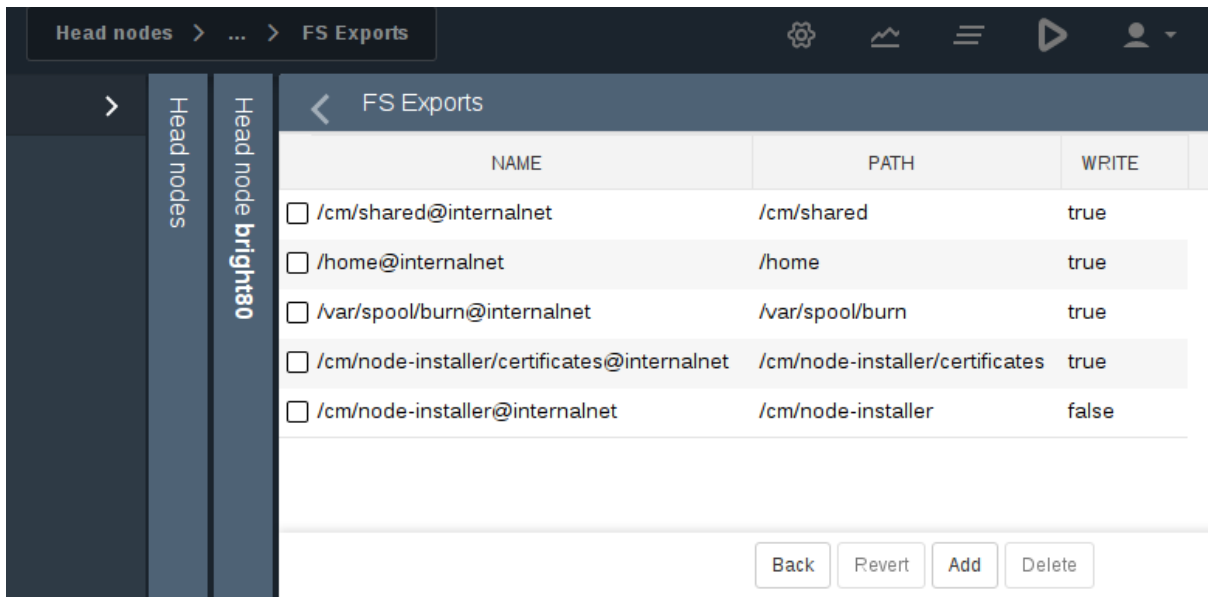 Head nodes > ... > FS Exports
Head nodes
Head node bright80
FS Exports
NAME PATH WRITE
/cm/shared@internalnet /cm/shared true
/home@internalnet /home true
/var/spool/burn@internalnet /var/spool/burn true
/cm/node-installer/certificates@internalnet /cm/node-installer/certificates true
/cm/node-installer@internalnet /cm/node-installer false
Back Revert Add Delete